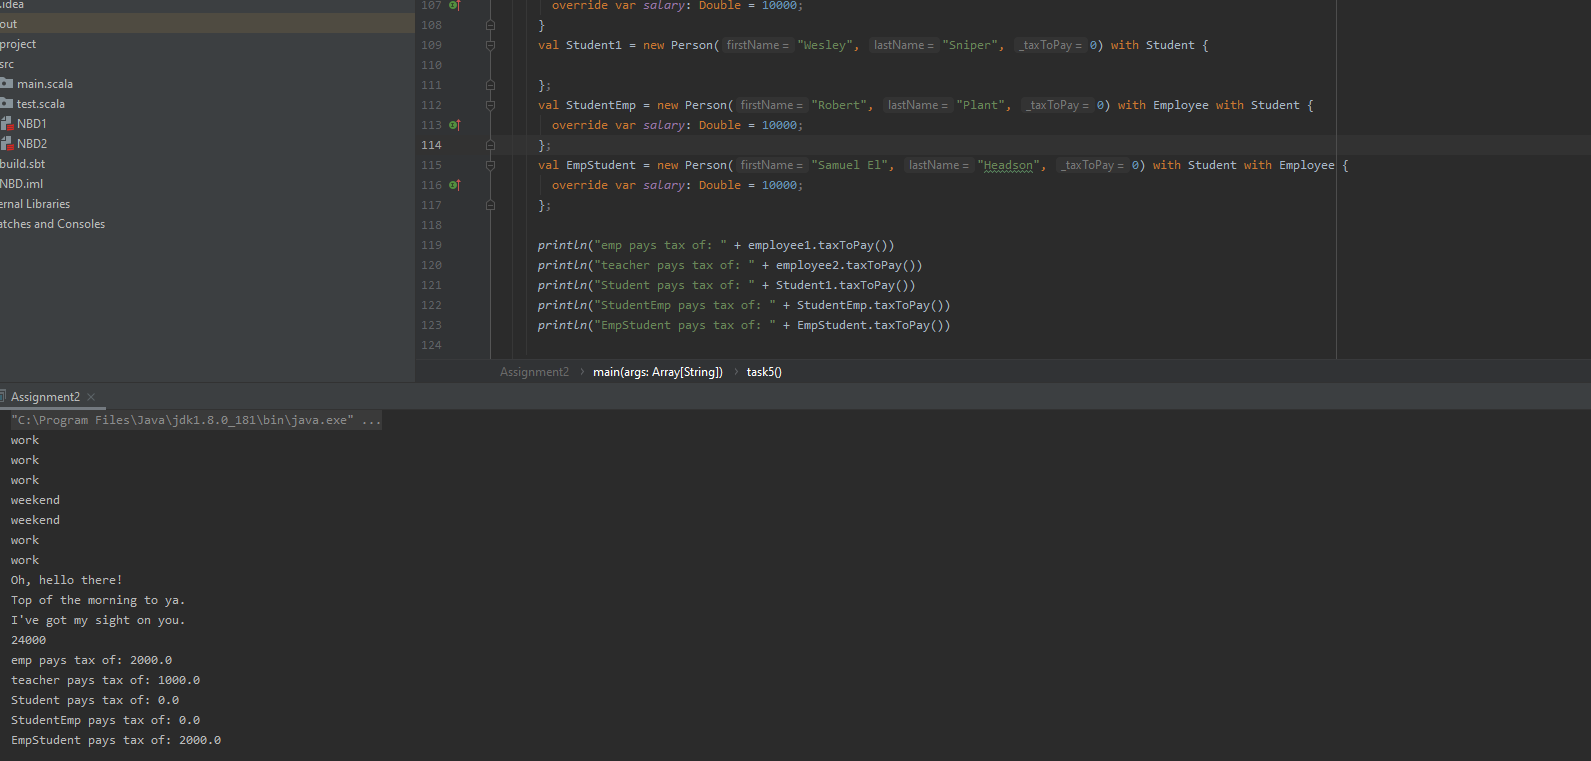 .idea
out
project
src
main.scala
test.scala
NBD1
NBD2
build.sbt
NBD.iml
ernal Libraries
atches and Consoles
107 override var salary: Double = 10000;
108 }
109 val Student1 = new Person( firstName = "Wesley", lastName = "Sniper", _taxToPay = 0) with Student {
110
111 };
112 val StudentEmp = new Person( firstName = "Robert", lastName = "Plant", _taxToPay = 0) with Employee with Student {
113 override var salary: Double = 10000;
114 };
115 val EmpStudent = new Person( firstName = "Samuel El", lastName = "Headson", _taxToPay = 0) with Student with Employee {
116 override var salary: Double = 10000;
117 };
118
119 println("emp pays tax of: " + employee1.taxToPay())
120 println("teacher pays tax of: " + employee2.taxToPay())
121 println("Student pays tax of: " + Student1.taxToPay())
122 println("StudentEmp pays tax of: " + StudentEmp.taxToPay())
123 println("EmpStudent pays tax of: " + EmpStudent.taxToPay())
124
Assignment2 › main(args: Array[String]) › task5()
Assignment2 ×
"C:\Program Files\Java\jdk1.8.0_181\bin\java.exe" ...
work
work
work
weekend
weekend
work
work
Oh, hello there!
Top of the morning to ya.
I've got my sight on you.
24000
emp pays tax of: 2000.0
teacher pays tax of: 1000.0
Student pays tax of: 0.0
StudentEmp pays tax of: 0.0
EmpStudent pays tax of: 2000.0